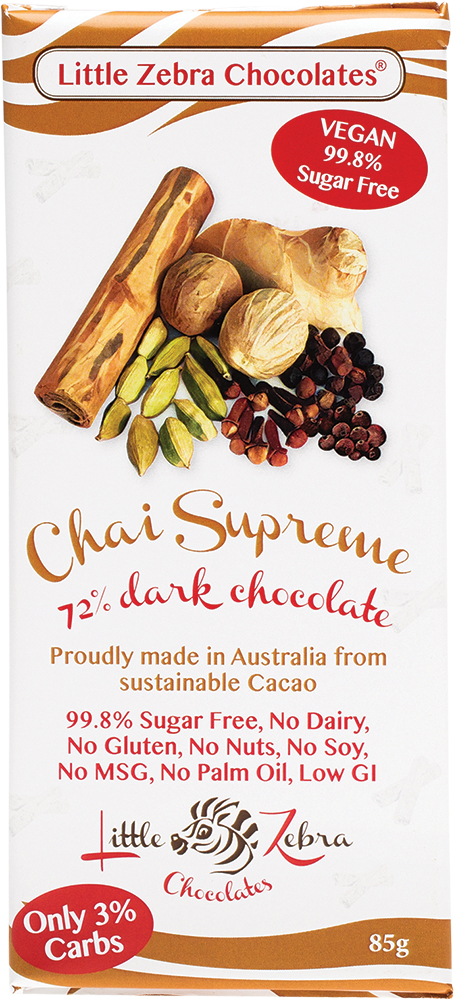 Little Zebra Chocolates®
VEGAN
99.8%
Sugar Free
Chai Supreme
72% dark chocolate
Proudly made in Australia from
sustainable Cacao
99.8% Sugar Free, No Dairy,
No Gluten, No Nuts, No Soy,
No MSG, No Palm Oil, Low GI
Little Zebra
Chocolates
Only 3%
Carbs
85g